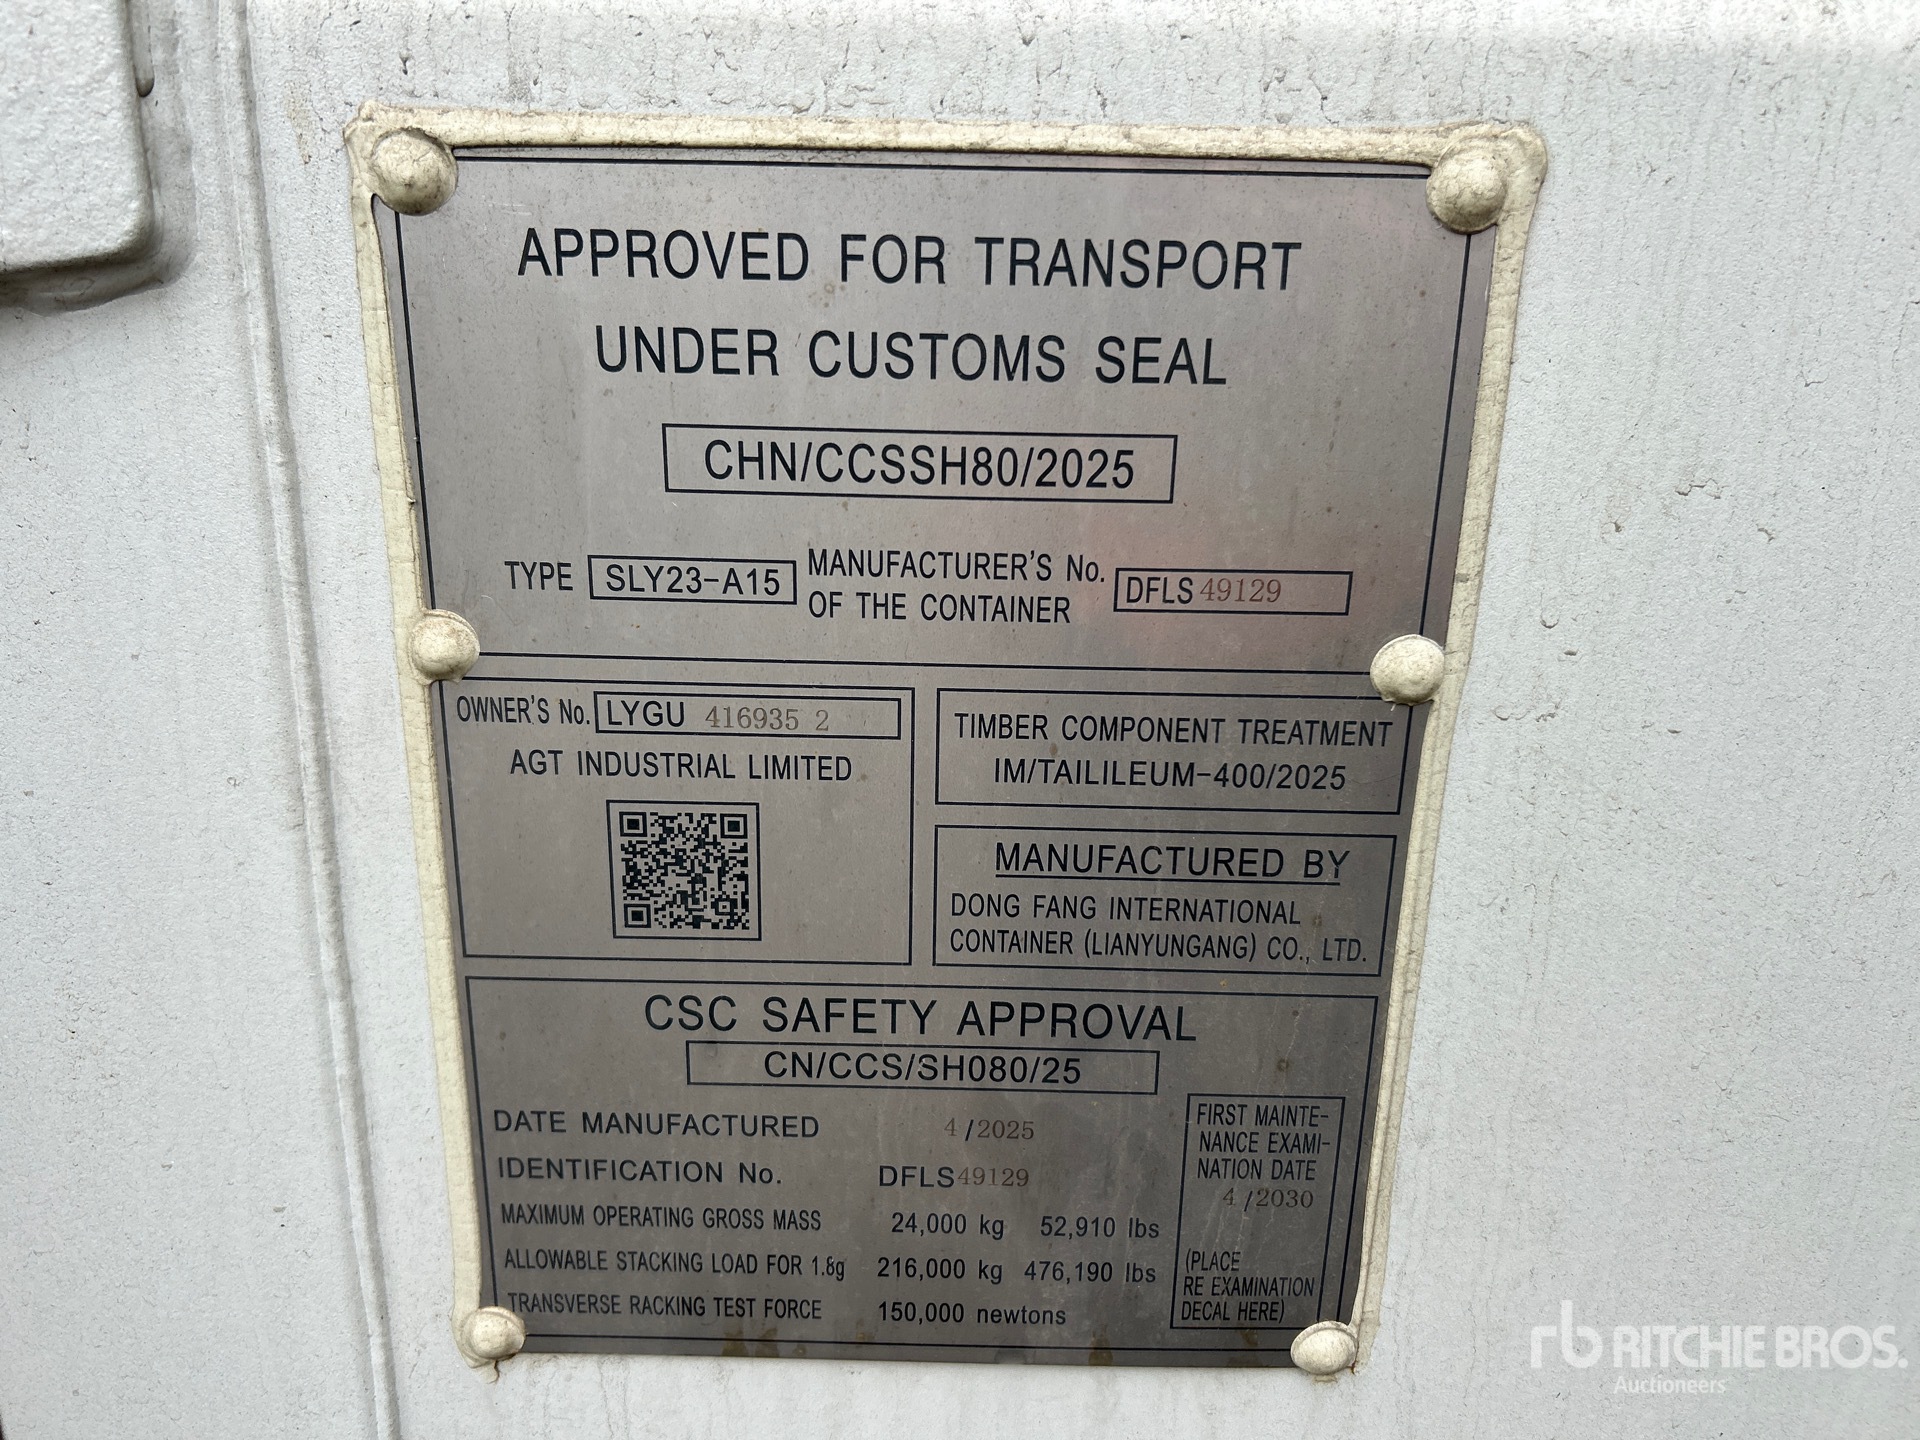 APPROVED FOR TRANSPORT
UNDER CUSTOMS SEAL
CHN/CCSSH80/2025
TYPE SLY23-A15 MANUFACTURER'S No. OF THE CONTAINER DFLS 49129
OWNER'S No. LYGU 416935 2
AGT INDUSTRIAL LIMITED
TIMBER COMPONENT TREATMENT
IM/TAILILEUM-400/2025
MANUFACTURED BY
DONG FANG INTERNATIONAL
CONTAINER (LIANYUNGANG) CO., LTD.
CSC SAFETY APPROVAL
CN/CCS/SH080/25
DATE MANUFACTURED 4/2025
IDENTIFICATION No. DFLS49129
MAXIMUM OPERATING GROSS MASS 24,000 kg 52,910 lbs
ALLOWABLE STACKING LOAD FOR 1.8g 216,000 kg 476,190 lbs
TRANSVERSE RACKING TEST FORCE 150,000 newtons
FIRST MAINTE-
NANCE EXAMI-
NATION DATE
4/2030
(PLACE
RE EXAMINATION
DECAL HERE)
rb RITCHIE BROS.
Auctioneers